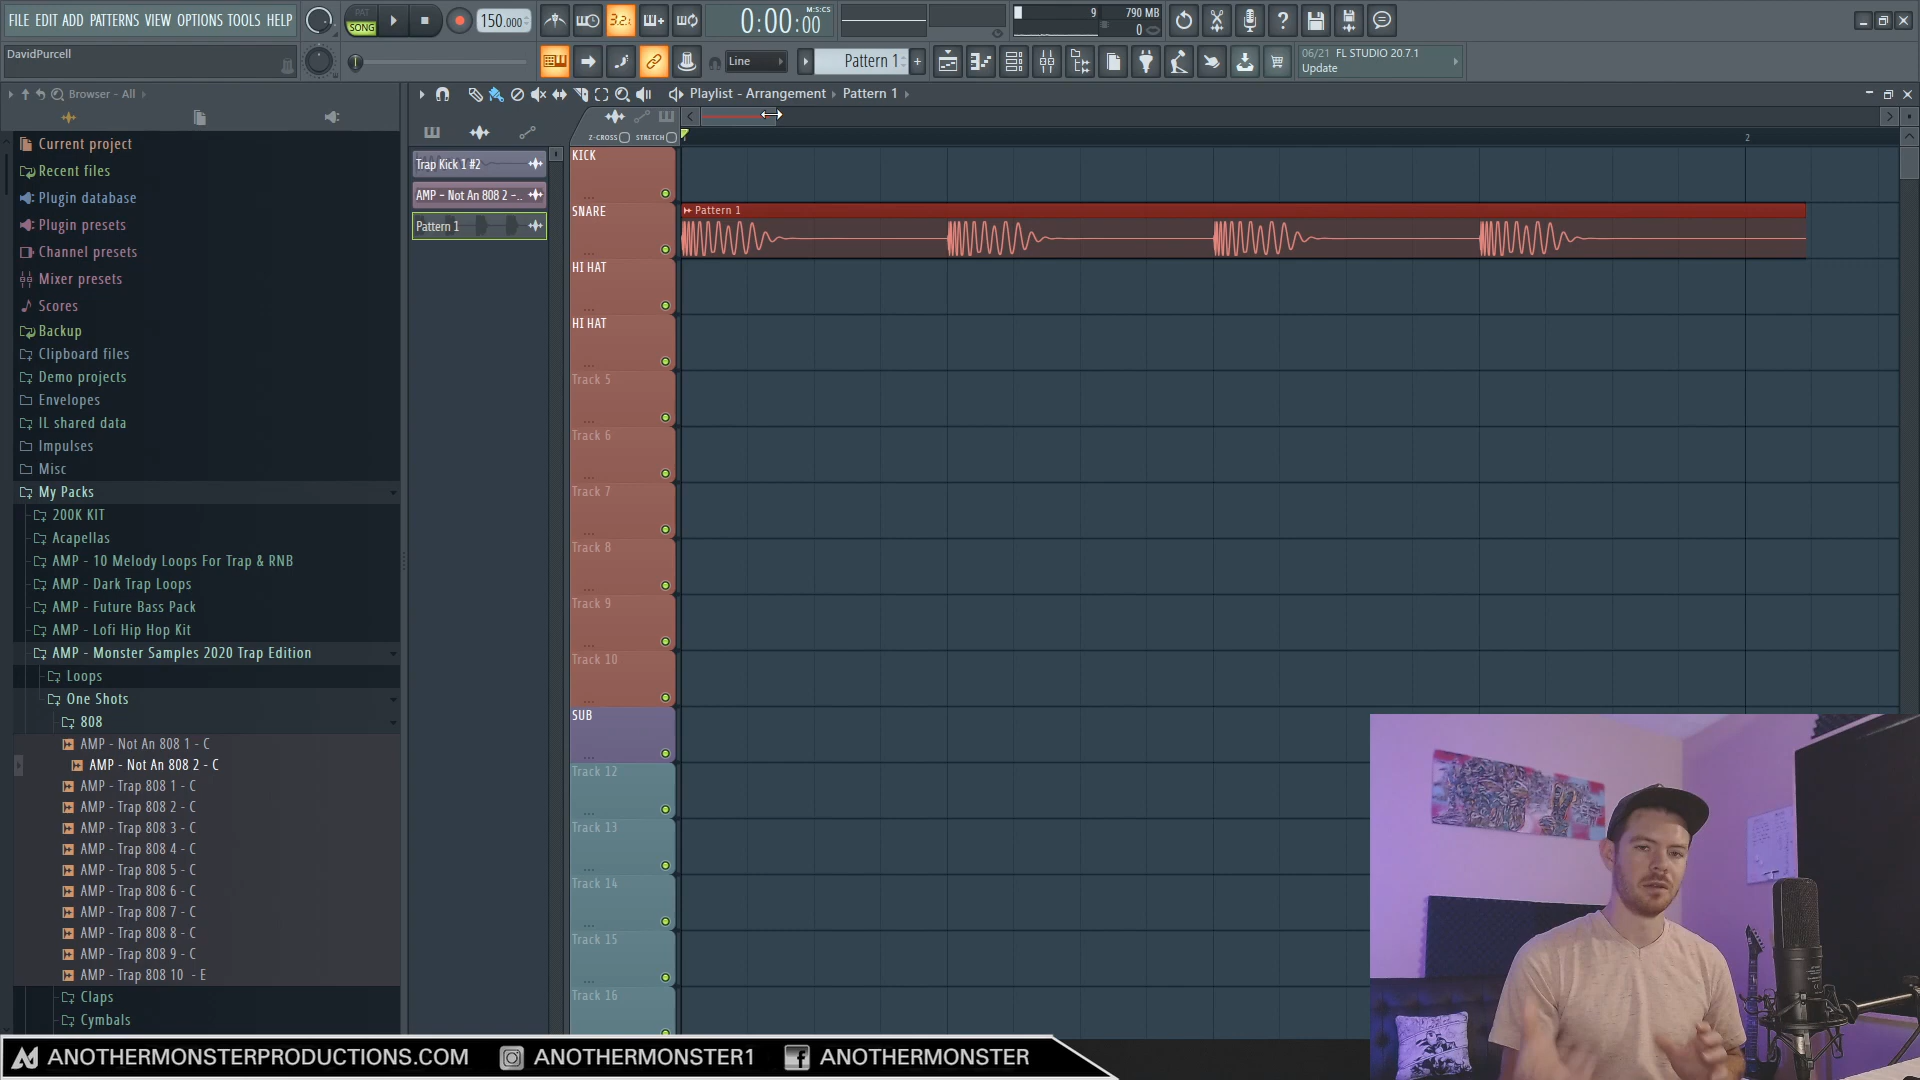 FILE EDIT ADD PATTERNS VIEW OPTIONS TOOLS HELP
PAT
SONG
150.000
3.2.1
0:00:00
M:S:CS
9
790 MB
0
DavidPurcell
Line
Pattern 1
06/21 FL STUDIO 20.7.1
Update
Browser - All
Playlist - Arrangement
Pattern 1
Z-CROSS
STRETCH
2
Current project
Recent files
Plugin database
Plugin presets
Channel presets
Mixer presets
Scores
Backup
Clipboard files
Demo projects
Envelopes
IL shared data
Impulses
Misc
My Packs
200K KIT
Acapellas
AMP - 10 Melody Loops For Trap & RNB
AMP - Dark Trap Loops
AMP - Future Bass Pack
AMP - Lofi Hip Hop Kit
AMP - Monster Samples 2020 Trap Edition
Loops
One Shots
808
AMP - Not An 808 1 - C
AMP - Not An 808 2 - C
AMP - Trap 808 1 - C
AMP - Trap 808 2 - C
AMP - Trap 808 3 - C
AMP - Trap 808 4 - C
AMP - Trap 808 5 - C
AMP - Trap 808 6 - C
AMP - Trap 808 7 - C
AMP - Trap 808 8 - C
AMP - Trap 808 9 - C
AMP - Trap 808 10 - E
Claps
Cymbals
Trap Kick 1 #2
AMP - Not An 808 2 -..
Pattern 1
KICK
SNARE
HI HAT
HI HAT
Track 5
Track 6
Track 7
Track 8
Track 9
Track 10
SUB
Track 12
Track 13
Track 14
Track 15
Track 16
Pattern 1
ANOTHERMONSTERPRODUCTIONS.COM
ANOTHERMONSTER1
ANOTHERMONSTER